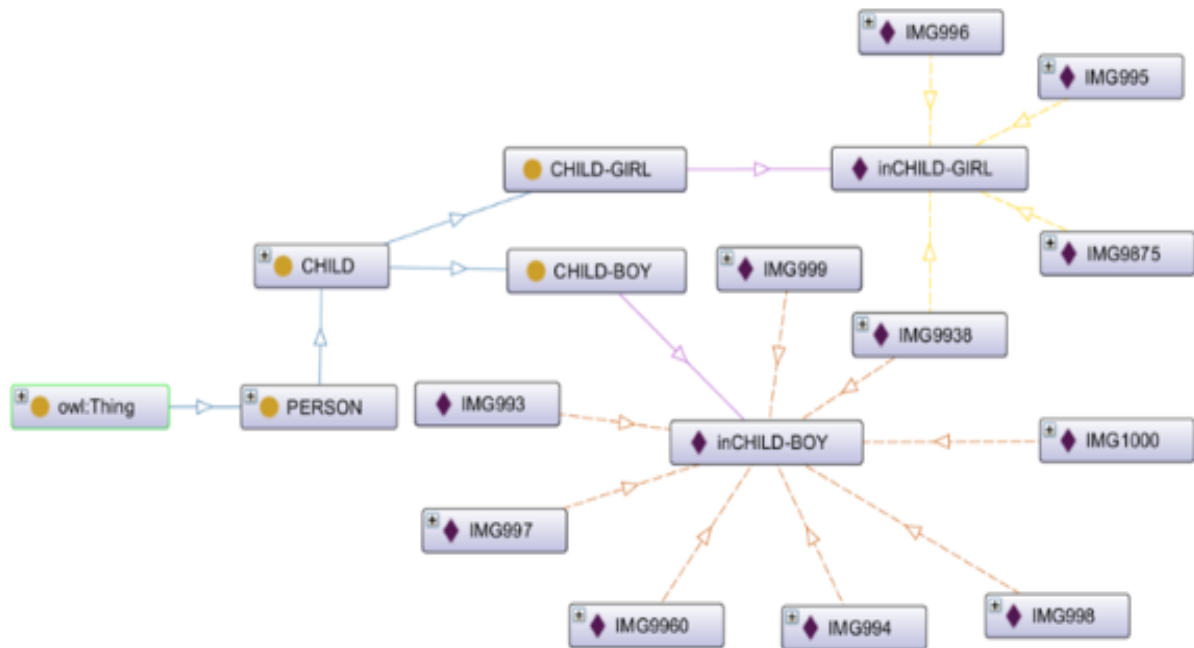 IMG996
IMG995
CHILD-GIRL
inCHILD-GIRL
CHILD
CHILD-BOY
IMG999
IMG9875
IMG9938
owl:Thing
PERSON
IMG993
inCHILD-BOY
IMG1000
IMG997
IMG9960
IMG994
IMG998